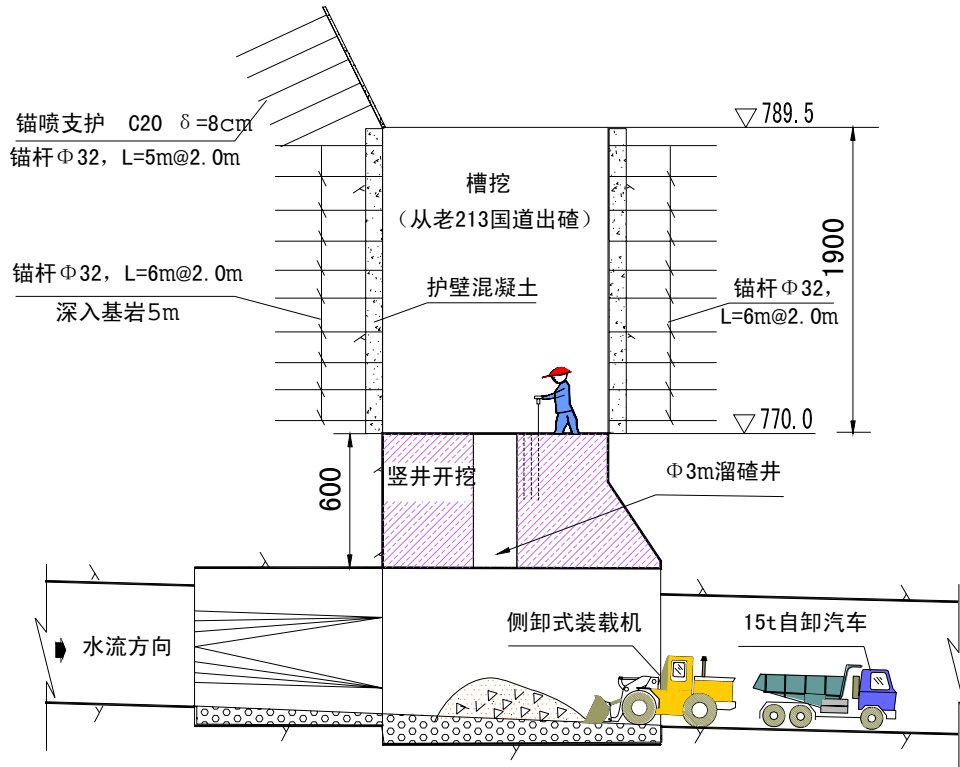 锚喷支护 C20 δ=8cm
锚杆Φ32, L=5m@2.0m
789.5
槽挖
（从老213国道出碴）
1900
锚杆Φ32, L=6m@2.0m
深入基岩5m
护壁混凝土
锚杆Φ32,
L=6m@2.0m
770.0
600
竖井开挖
Φ3m溜碴井
水流方向
侧卸式装载机
15t自卸汽车